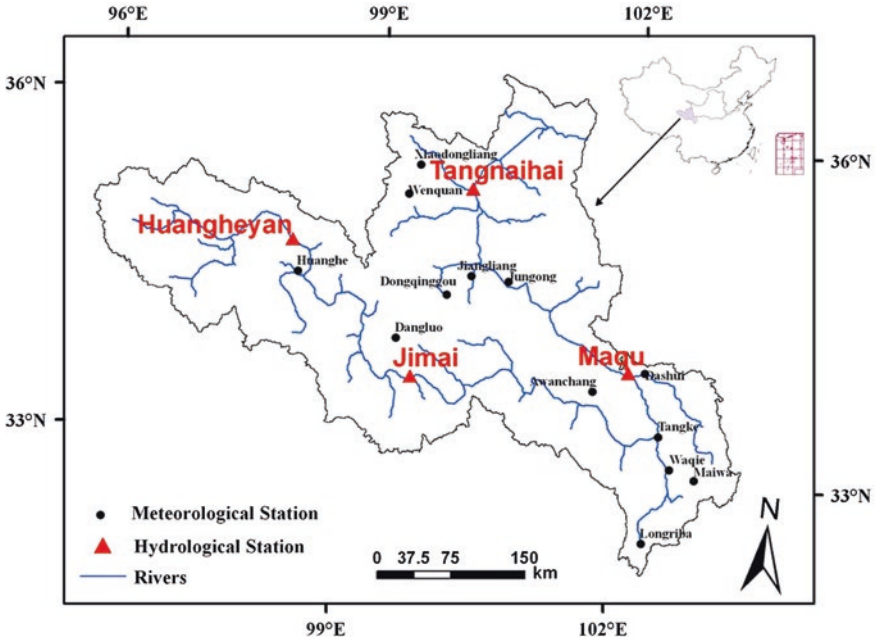 96°E 99°E 102°E
36°N
36°N
Xiaodongliang
Tangnaihai
Wenquan
Huangheyan
Huanghe
Jiangliang
Jungong
Dongqinggou
Dangluo
Jimai
Maqu
Dashui
Awanchang
33°N
Tangke
Waqie
Maiwa
33°N
Longriba
Meteorological Station
Hydrological Station
Rivers
0 37.5 75 150
km
N
99°E 102°E